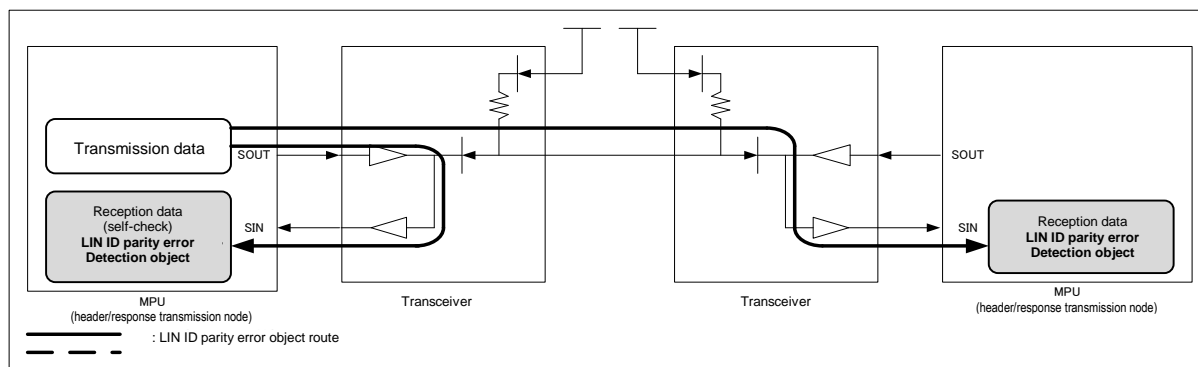 Transmission data
SOUT
SOUT
Reception data
(self-check)
LIN ID parity error
Detection object
SIN
SIN
Reception data
LIN ID parity error
Detection object
MPU
(header/response transmission node)
Transceiver
Transceiver
MPU
(header/response transmission node)
: LIN ID parity error object route